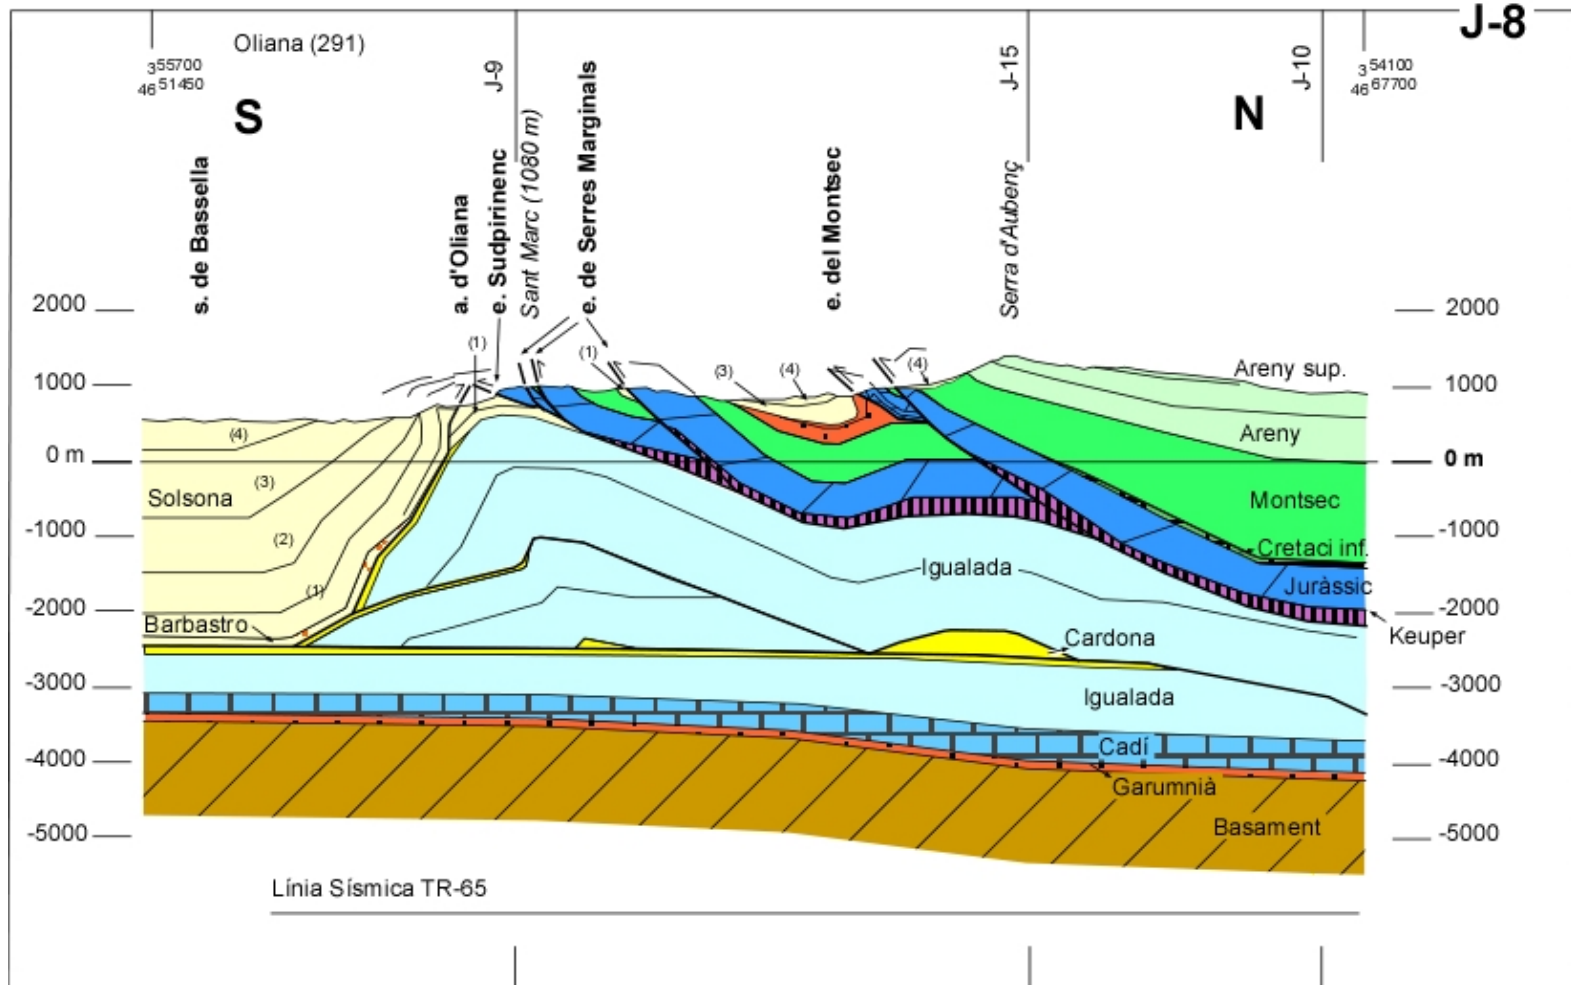 J-8
Oliana (291)
J-9
J-15
J-10
355700
4651450
354100
4667700
S
N
s. de Bassella
a. d'Oliana
e. Sudpirinenc
Sant Marc (1080 m)
e. de Serres Marginals
e. del Montsec
Serra d'Aubenç
2000
2000
(1)
(1)
(3)
(4)
(4)
Areny sup.
1000
1000
(4)
Areny
0 m
0 m
(3)
Solsona
Montsec
-1000
-1000
(2)
Cretaci inf.
Igualada
Juràssic
(1)
-2000
-2000
Barbastro
Cardona
Keuper
-3000
-3000
Igualada
Cadí
-4000
-4000
Garumnià
Basament
-5000
-5000
Línia Sísmica TR-65